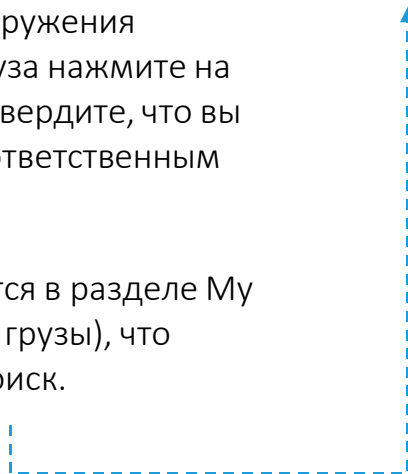 ружения
уза нажмите на
вердите, что вы
ответственным
тся в разделе My
грузы), что
риск.